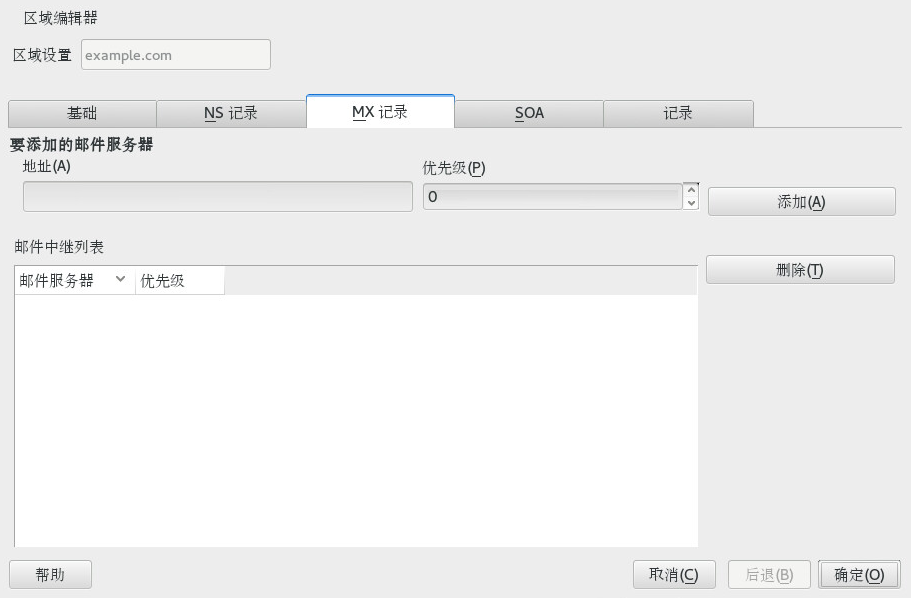 区域编辑器
区域设置 example.com
基础 NS 记录 MX 记录 SOA 记录
要添加的邮件服务器
地址(A) 优先级(P)
0 添加(A)
邮件中继列表
删除(T)
邮件服务器 优先级
帮助 取消(C) 后退(B) 确定(O)